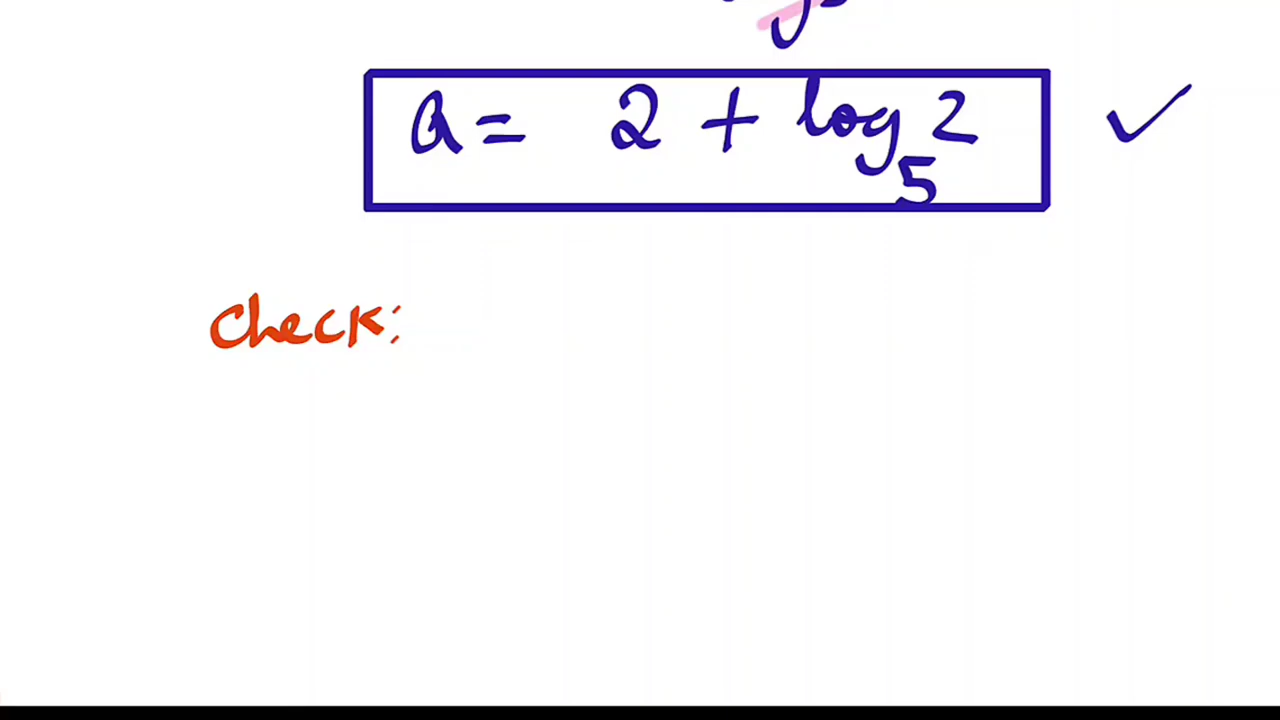 a = 2 + log₅2
Check: